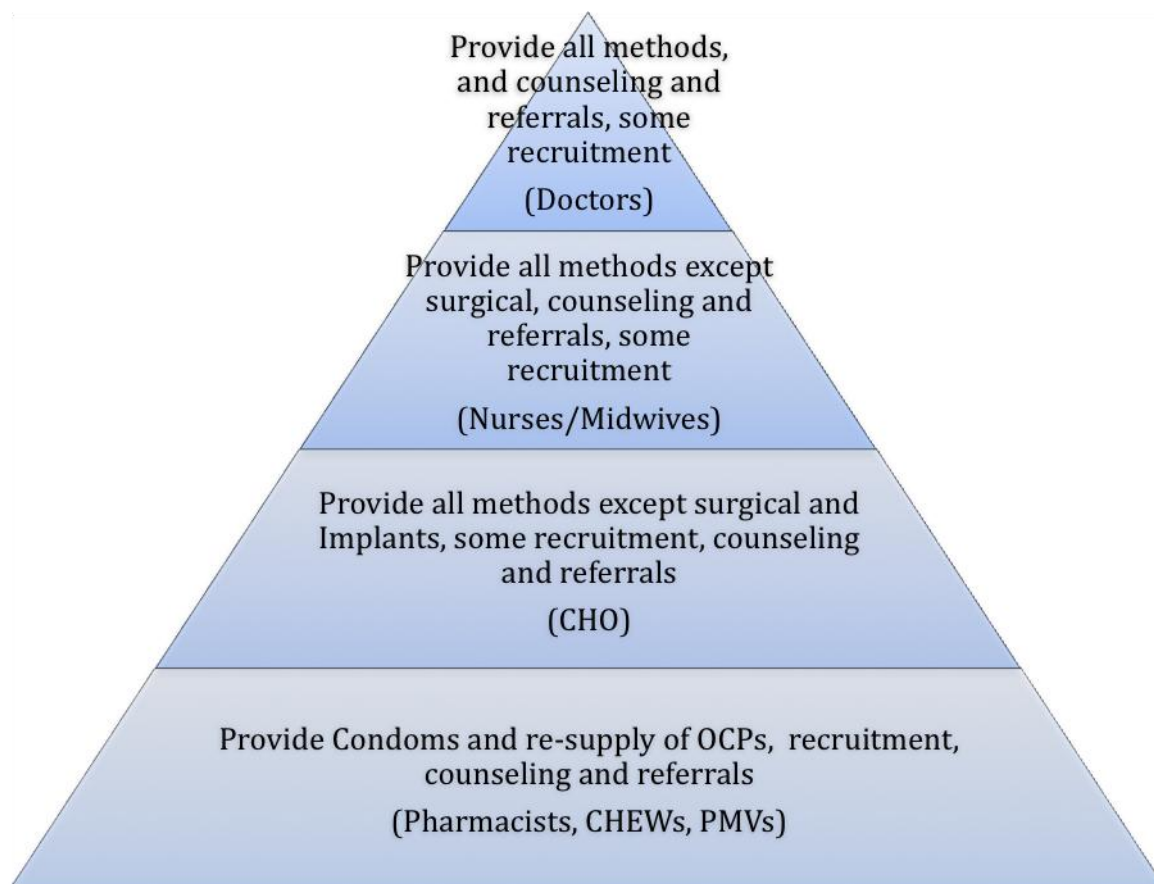 Provide all methods,
and counseling and
referrals, some
recruitment
(Doctors)
Provide all methods except
surgical, counseling and
referrals, some
recruitment
(Nurses/Midwives)
Provide all methods except surgical and
Implants, some recruitment, counseling
and referrals
(CHO)
Provide Condoms and re-supply of OCPs,  recruitment,
counseling and referrals
(Pharmacists, CHEWs, PMVs)